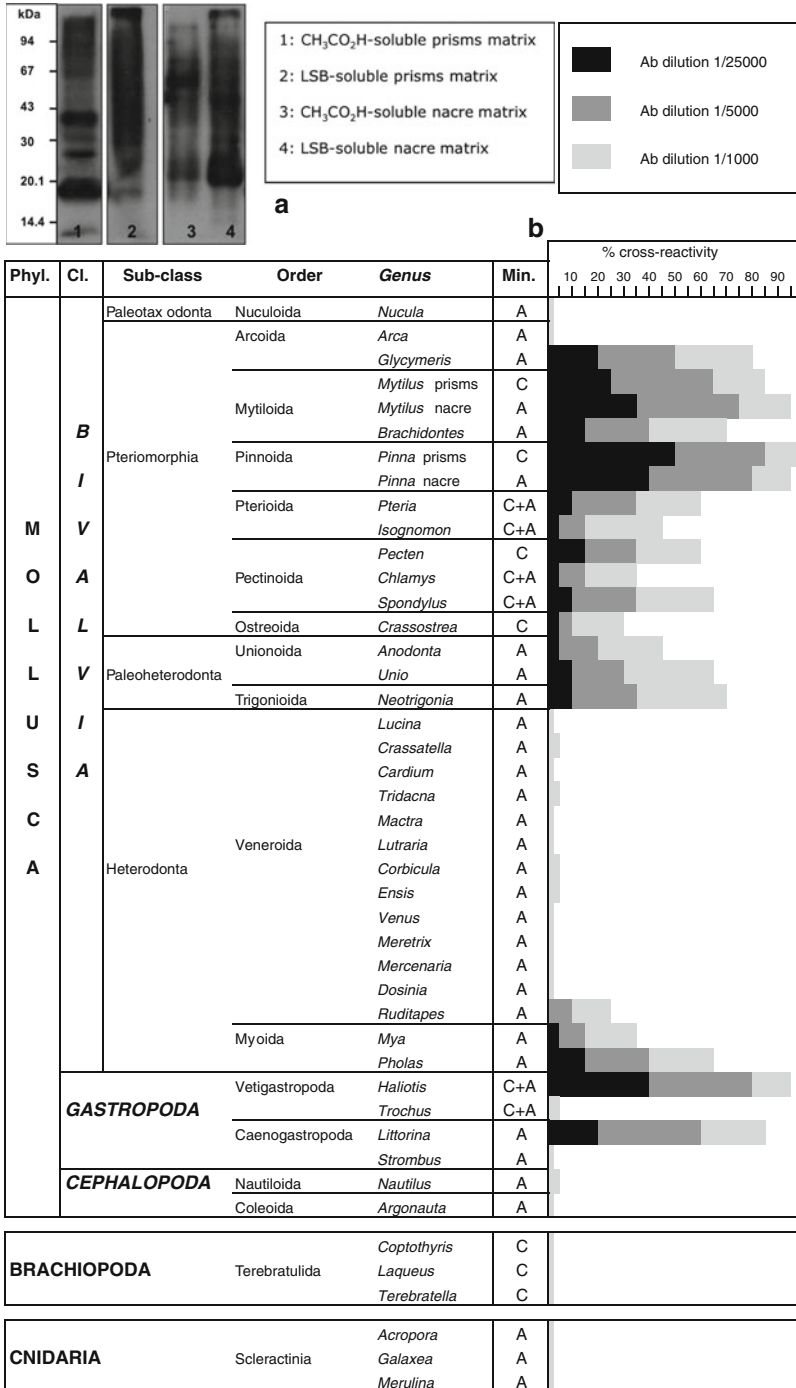 kDa
94
67
43
30
20.1
14.4
1 2 3 4
1: CH₃CO₂H-soluble prisms matrix
2: LSB-soluble prisms matrix
3: CH₃CO₂H-soluble nacre matrix
4: LSB-soluble nacre matrix
Ab dilution 1/25000
Ab dilution 1/5000
Ab dilution 1/1000
a
b
% cross-reactivity
10 20 30 40 50 60 70 80 90
Phyl. Cl. Sub-class Order Genus Min.
MOLLUSCA
BIVALVIA
Paleotax odonta Nuculoida Nucula A
Pteriomorphia
Arcoida Arca A
Glycymeris A
Mytiloida
Mytilus prisms C
Mytilus nacre A
Brachidontes A
Pinnoida Pinna prisms C
Pinna nacre A
Pterioida Pteria C+A
Isognomon C+A
Pectinoida
Pecten C
Chlamys C+A
Spondylus C+A
Ostreoida Crassostrea C
Paleoheterodonta
Unionoida Anodonta A
Unio A
Trigonioida Neotrigonia A
Heterodonta
Veneroida
Lucina A
Crassatella A
Cardium A
Tridacna A
Mactra A
Lutraria A
Corbicula A
Ensis A
Venus A
Meretrix A
Mercenaria A
Dosinia A
Ruditapes A
Myoida Mya A
Pholas A
GASTROPODA
Vetigastropoda Haliotis C+A
Trochus C+A
Caenogastropoda Littorina A
Strombus A
CEPHALOPODA
Nautiloida Nautilus A
Coleoida Argonauta A
BRACHIOPODA
Terebratulida
Coptothyris C
Laqueus C
Terebratella C
CNIDARIA
Scleractinia
Acropora A
Galaxea A
Merulina A